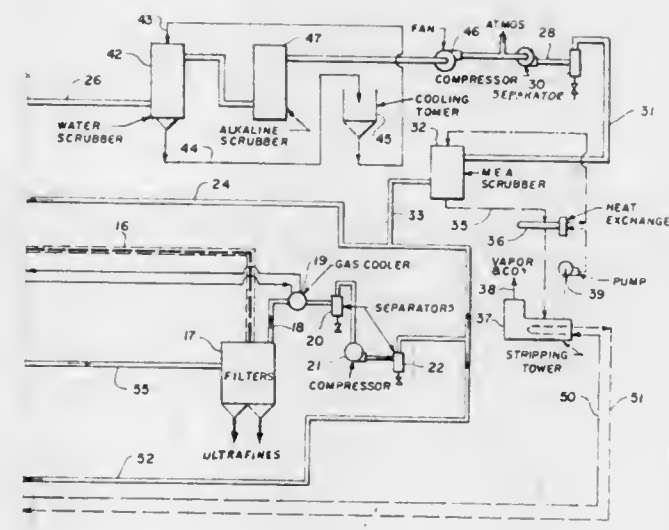 43
FAN
46
ATMOS
42
47
28
COMPRESSOR
30
SEPARATOR
26
COOLING
TOWER
WATER
SCRUBBER
ALKALINE
SCRUBBER
44
45
32
31
M.E.A
SCRUBBER
24
33
35
HEAT
EXCHANGE
36
16
19
GAS COOLER
VAPOR
&CO2
38
PUMP
39
17
18
SEPARATORS
20
37
FILTERS
21
22
COMPRESSOR
STRIPPING
TOWER
55
50
51
ULTRAFINES
52